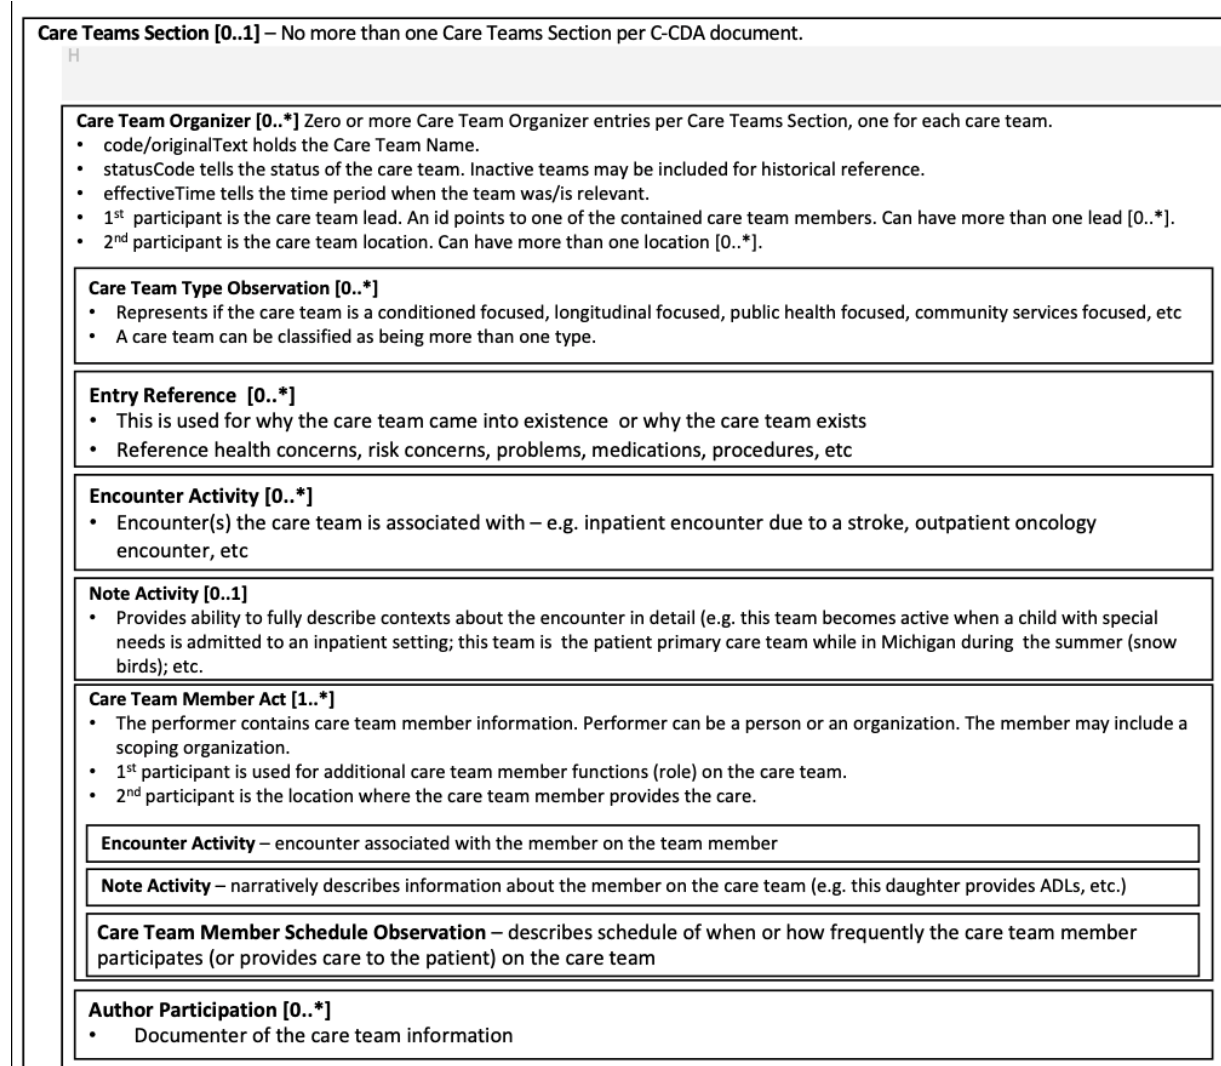 Care Teams Section [0..1] – No more than one Care Teams Section per C-CDA document.
H
Care Team Organizer [0..*] Zero or more Care Team Organizer entries per Care Teams Section, one for each care team.
• code/originalText holds the Care Team Name.
• statusCode tells the status of the care team. Inactive teams may be included for historical reference.
• effectiveTime tells the time period when the team was/is relevant.
• 1st participant is the care team lead. An id points to one of the contained care team members. Can have more than one lead [0..*].
• 2nd participant is the care team location. Can have more than one location [0..*].
Care Team Type Observation [0..*]
• Represents if the care team is a conditioned focused, longitudinal focused, public health focused, community services focused, etc
• A care team can be classified as being more than one type.
Entry Reference [0..*]
• This is used for why the care team came into existence or why the care team exists
• Reference health concerns, risk concerns, problems, medications, procedures, etc
Encounter Activity [0..*]
• Encounter(s) the care team is associated with – e.g. inpatient encounter due to a stroke, outpatient oncology
encounter, etc
Note Activity [0..1]
• Provides ability to fully describe contexts about the encounter in detail (e.g. this team becomes active when a child with special
needs is admitted to an inpatient setting; this team is the patient primary care team while in Michigan during the summer (snow
birds); etc.
Care Team Member Act [1..*]
• The performer contains care team member information. Performer can be a person or an organization. The member may include a
scoping organization.
• 1st participant is used for additional care team member functions (role) on the care team.
• 2nd participant is the location where the care team member provides the care.
Encounter Activity – encounter associated with the member on the team member
Note Activity – narratively describes information about the member on the care team (e.g. this daughter provides ADLs, etc.)
Care Team Member Schedule Observation – describes schedule of when or how frequently the care team member
participates (or provides care to the patient) on the care team
Author Participation [0..*]
• Documenter of the care team information